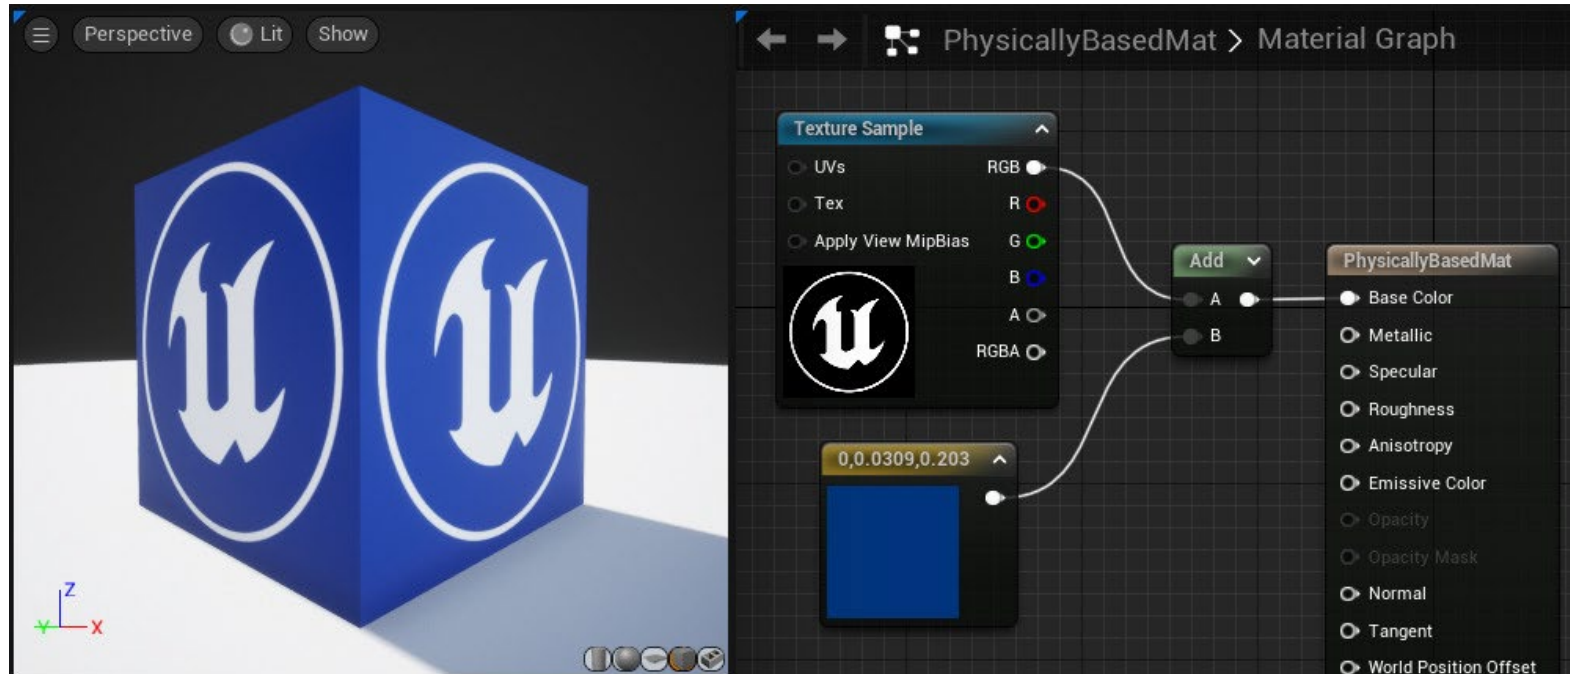 Perspective
Lit
Show
Z
Y
X
PhysicallyBasedMat > Material Graph
Texture Sample
UVs
RGB
Tex
R
Apply View MipBias
G
B
A
RGBA
0,0.0309,0.203
Add
A
B
PhysicallyBasedMat
Base Color
Metallic
Specular
Roughness
Anisotropy
Emissive Color
Opacity
Opacity Mask
Normal
Tangent
World Position Offset